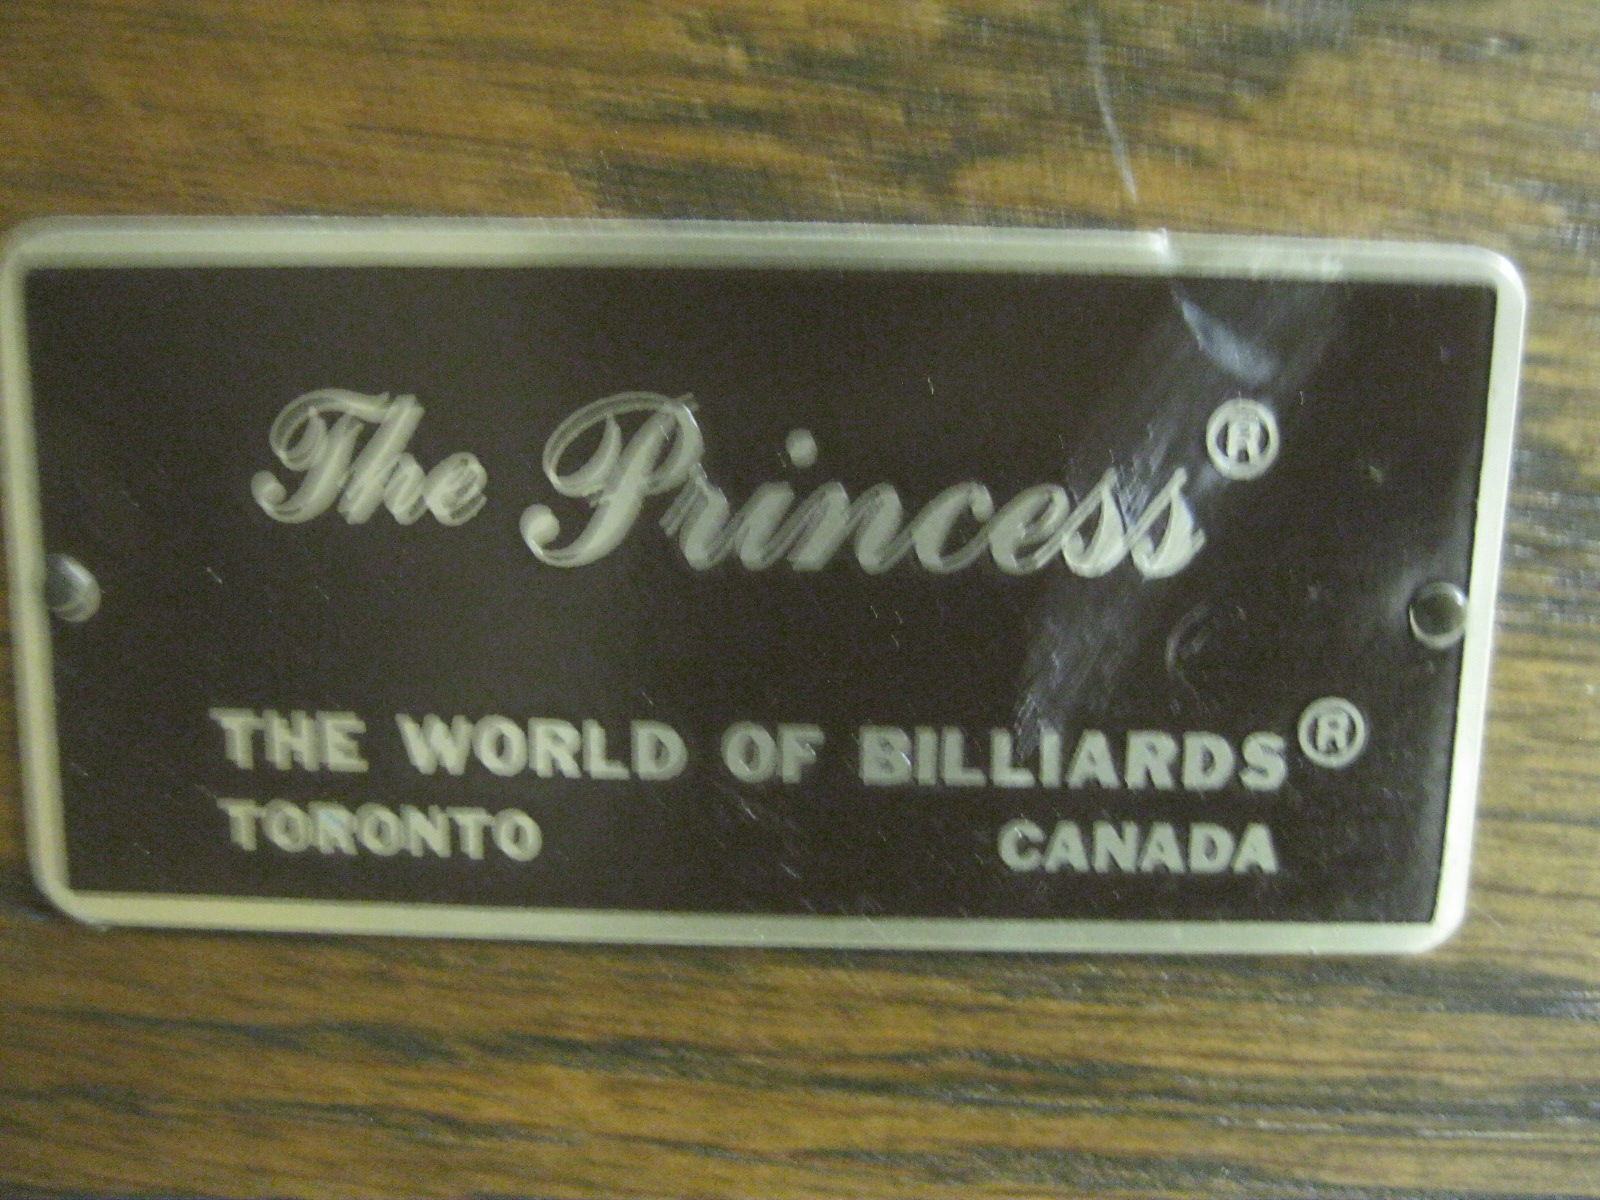 The Princess®
THE WORLD OF BILLIARDS®
TORONTO CANADA